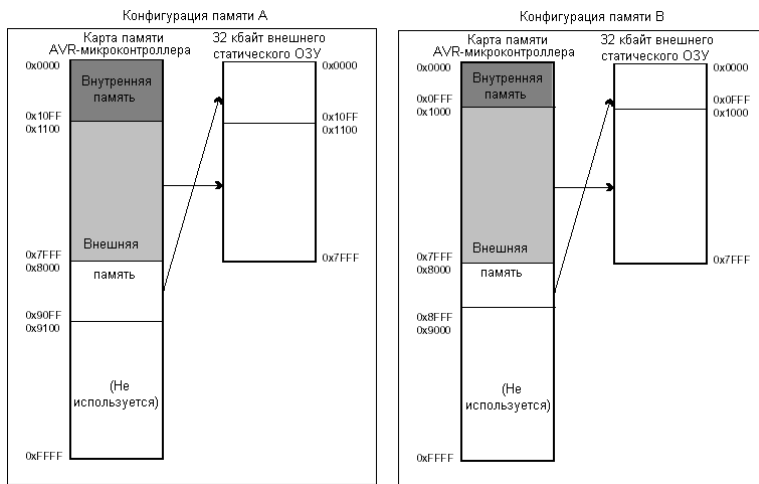 Конфигурация памяти A
Карта памяти
AVR-микроконтроллера
32 кбайт внешнего
статического ОЗУ
0x0000
Внутренняя
память
0x10FF
0x1100
Внешняя
0x7FFF
0x8000
память
0x90FF
0x9100
(Не
используется)
0xFFFF
0x0000
0x10FF
0x1100
0x7FFF
Конфигурация памяти B
Карта памяти
AVR-микроконтроллера
32 кбайт внешнего
статического ОЗУ
0x0000
Внутренняя
память
0x0FFF
0x1000
Внешняя
0x7FFF
0x8000
память
0x8FFF
0x9000
(Не
используется)
0xFFFF
0x0000
0x0FFF
0x1000
0x7FFF